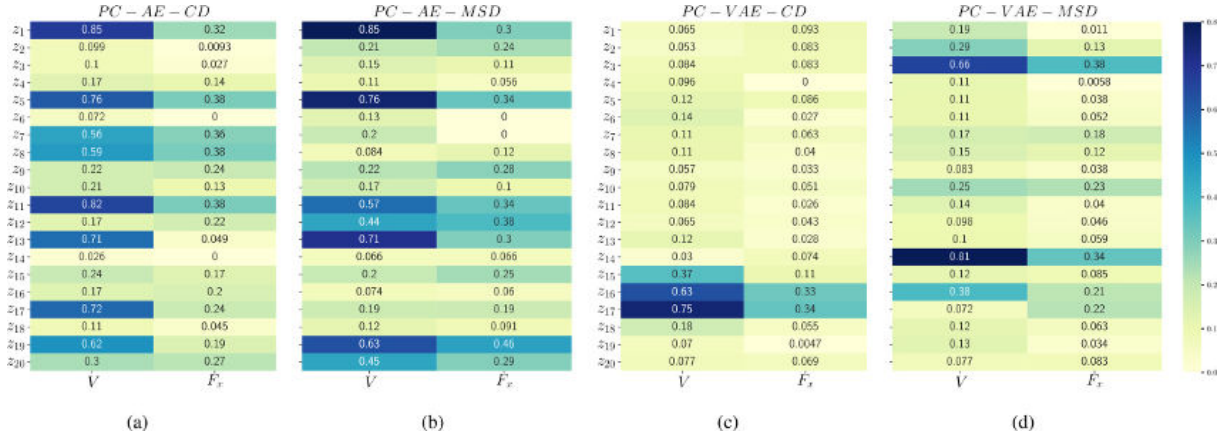 PC − AE − CD PC − AE − MSD PC − VAE − CD PC − VAE − MSD
z1 0.85 0.32 0.85 0.3 0.065 0.093 0.19 0.011
z2 0.099 0.0093 0.21 0.24 0.053 0.083 0.29 0.13
z3 0.1 0.027 0.15 0.11 0.084 0.083 0.66 0.38
z4 0.17 0.14 0.11 0.056 0.096 0 0.11 0.0058
z5 0.76 0.38 0.76 0.34 0.12 0.086 0.11 0.038
z6 0.072 0 0.13 0 0.14 0.027 0.11 0.052
z7 0.56 0.36 0.2 0 0.11 0.063 0.17 0.18
z8 0.59 0.38 0.084 0.12 0.11 0.04 0.15 0.12
z9 0.22 0.24 0.22 0.28 0.057 0.033 0.083 0.038
z10 0.21 0.13 0.17 0.1 0.079 0.051 0.25 0.23
z11 0.82 0.38 0.57 0.34 0.084 0.026 0.14 0.04
z12 0.17 0.22 0.44 0.38 0.065 0.043 0.098 0.046
z13 0.71 0.049 0.71 0.3 0.12 0.028 0.1 0.059
z14 0.026 0 0.066 0.066 0.03 0.074 0.81 0.34
z15 0.24 0.17 0.2 0.25 0.37 0.11 0.12 0.085
z16 0.17 0.2 0.074 0.06 0.63 0.33 0.38 0.21
z17 0.72 0.24 0.19 0.19 0.75 0.34 0.072 0.22
z18 0.11 0.045 0.12 0.091 0.18 0.055 0.12 0.063
z19 0.62 0.19 0.63 0.46 0.07 0.0047 0.13 0.034
z20 0.3 0.27 0.45 0.29 0.077 0.069 0.077 0.083
V Fx V Fx V Fx V Fx
(a) (b) (c) (d)